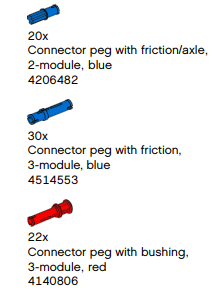 20x
Connector peg with friction/axle,
2-module, blue
4206482
30x
Connector peg with friction,
3-module, blue
4514553
22x
Connector peg with bushing,
3-module, red
4140806